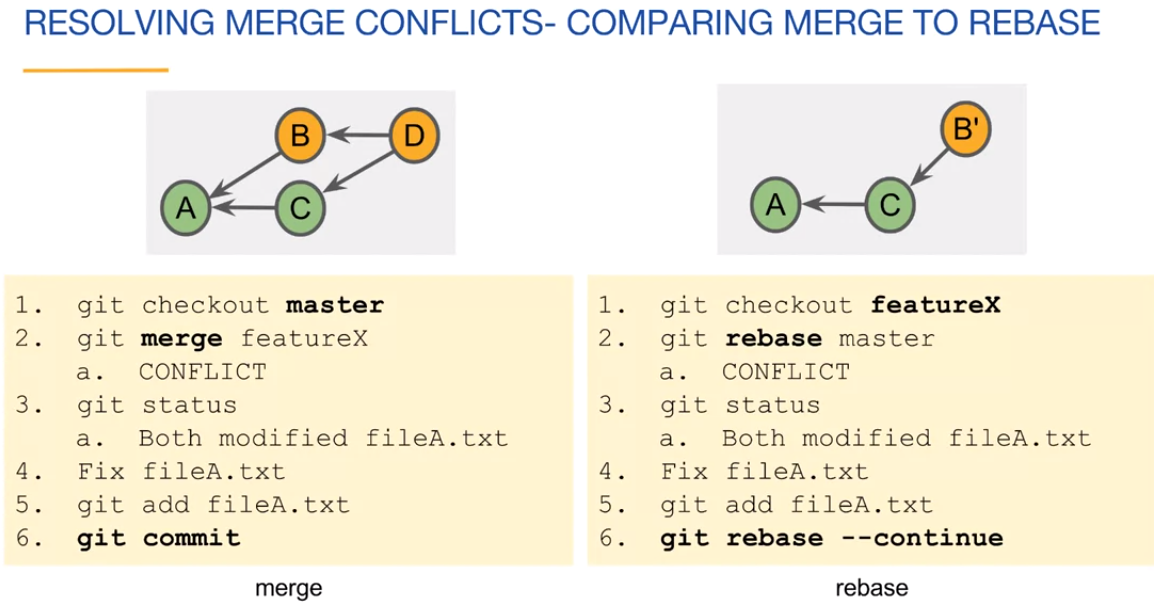 RESOLVING MERGE CONFLICTS- COMPARING MERGE TO REBASE
B
D
A
C
1. git checkout master
2. git merge featureX
a. CONFLICT
3. git status
a. Both modified fileA.txt
4. Fix fileA.txt
5. git add fileA.txt
6. git commit
merge
B'
A
C
1. git checkout featureX
2. git rebase master
a. CONFLICT
3. git status
a. Both modified fileA.txt
4. Fix fileA.txt
5. git add fileA.txt
6. git rebase --continue
rebase